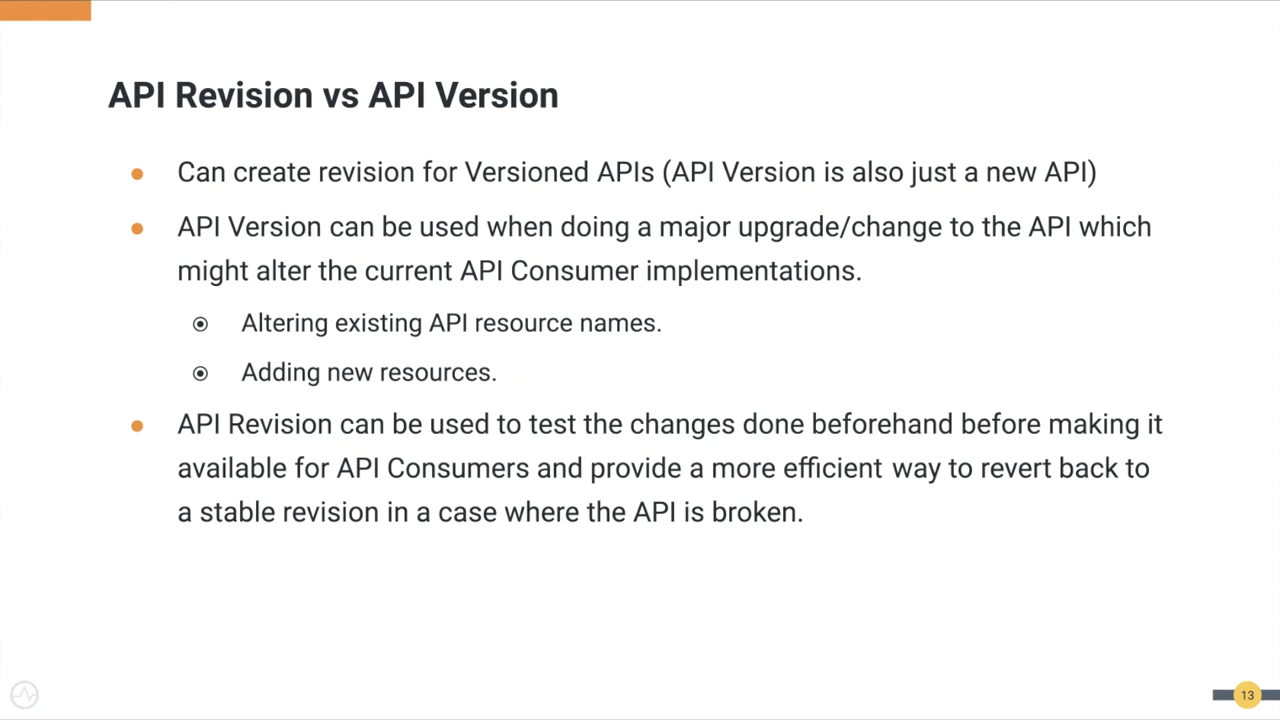 API Revision vs API Version
Can create revision for Versioned APIs (API Version is also just a new API)
API Version can be used when doing a major upgrade/change to the API which
might alter the current API Consumer implementations.
Altering existing API resource names.
Adding new resources.
API Revision can be used to test the changes done beforehand before making it
available for API Consumers and provide a more efficient way to revert back to
a stable revision in a case where the API is broken.
13